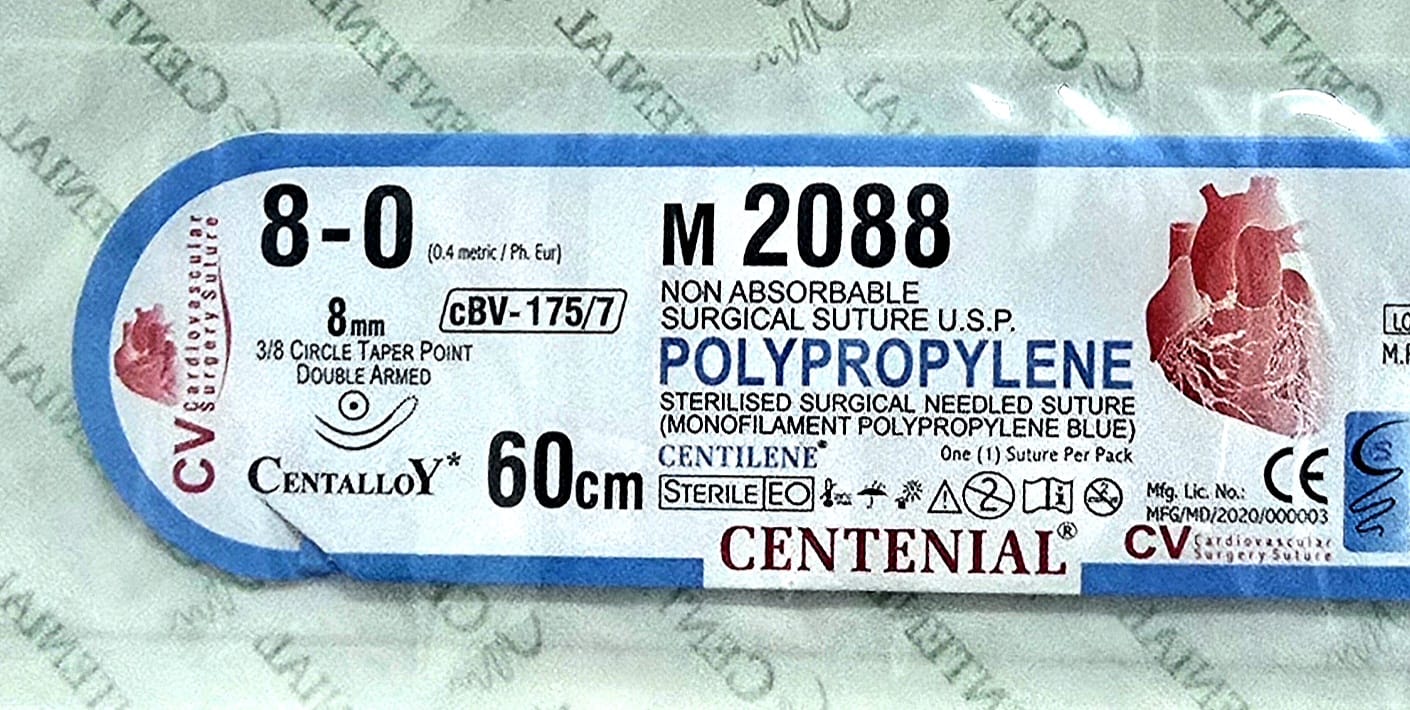 CV Cardiovascular
Surgery Suture
8-0 (0.4 metric / Ph. Eur)
8mm
cBV-175/7
3/8 CIRCLE TAPER POINT
DOUBLE ARMED
CENTALLOY*
60cm
M 2088
NON ABSORBABLE
SURGICAL SUTURE U.S.P.
POLYPROPYLENE
STERILISED SURGICAL NEEDLED SUTURE
(MONOFILAMENT POLYPROPYLENE BLUE)
CENTILENE®
One (1) Suture Per Pack
STERILE EO
2
CENTENIAL®
CE
Mfg. Lic. No.:
MFG/MD/2020/000003
CV Cardiovascular
Surgery Suture